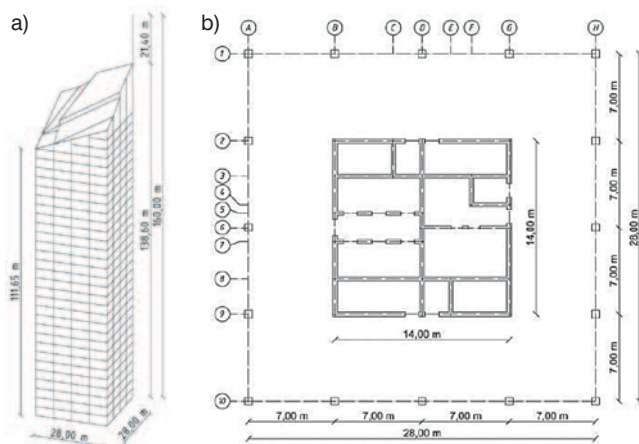 a)
21,40 m
138,60 m
160,00 m
111,65 m
28,00 m
28,00 m
b)
A B C D E F G H
1
2
3
4
5
6
7
8
9
10
7,00 m
7,00 m
7,00 m
7,00 m
28,00 m
14,00 m
14,00 m
7,00 m 7,00 m 7,00 m 7,00 m
28,00 m